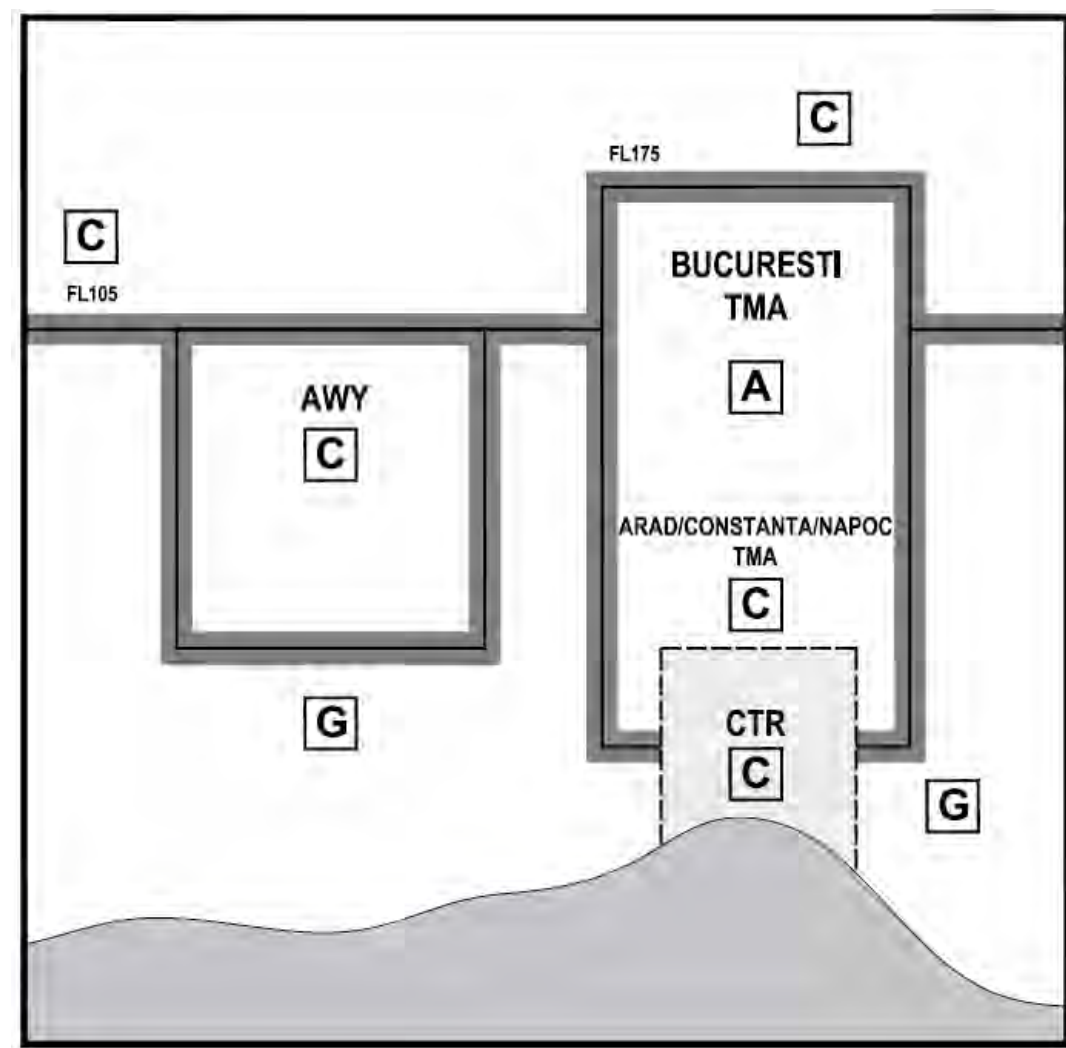 C
FL175
C
FL105
BUCURESTI
TMA
A
AWY
C
ARAD/CONSTANTA/NAPOC
TMA
C
G
CTR
C
G